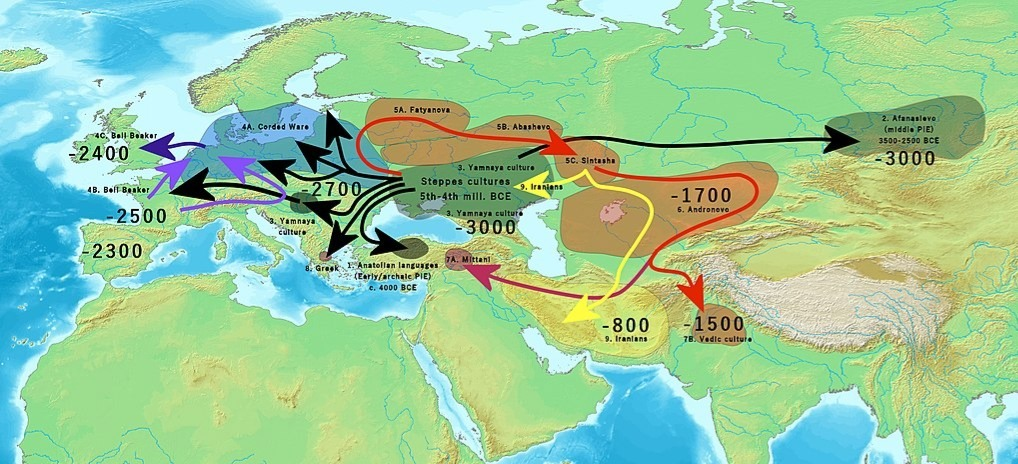 5A. Fatyanova
2. Afanasievo
(middle PIE)
3500-2500 BCE
-3000
4A. Corded Ware
5B. Abashevo
4C. Bell Beaker
-2400
3. Yamnaya culture
5C. Sintasha
Steppes cultures
5th-4th mill. BCE
9. Iranians
4B. Bell Beaker
-2700
-1700
6. Andronovo
-2500
3. Yamnaya
culture
3. Yamnaya culture
-3000
-2300
8. Greek
1. Anatolian languages
(Early/archaic PIE)
c. 4000 BCE
7A. Mittani
-800
9. Iranians
-1500
7B. Vedic culture